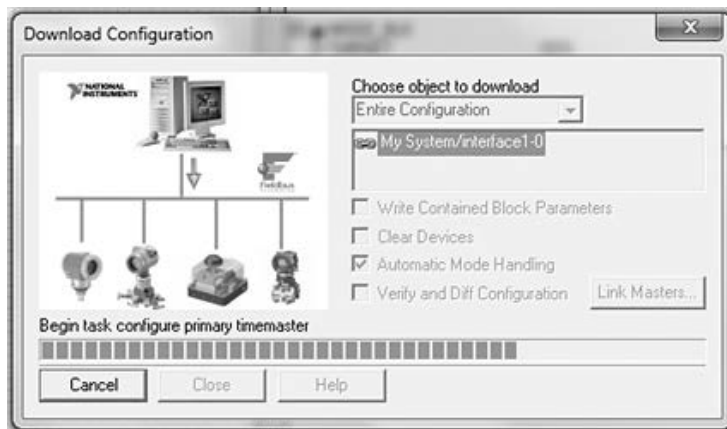 Download Configuration
NATIONAL
INSTRUMENTS
Fieldbus
Choose object to download
Entire Configuration
My System/interface1-0
Write Contained Block Parameters
Clear Devices
Automatic Mode Handling
Verify and Diff Configuration
Link Masters...
Begin task configure primary timemaster
Cancel
Close
Help